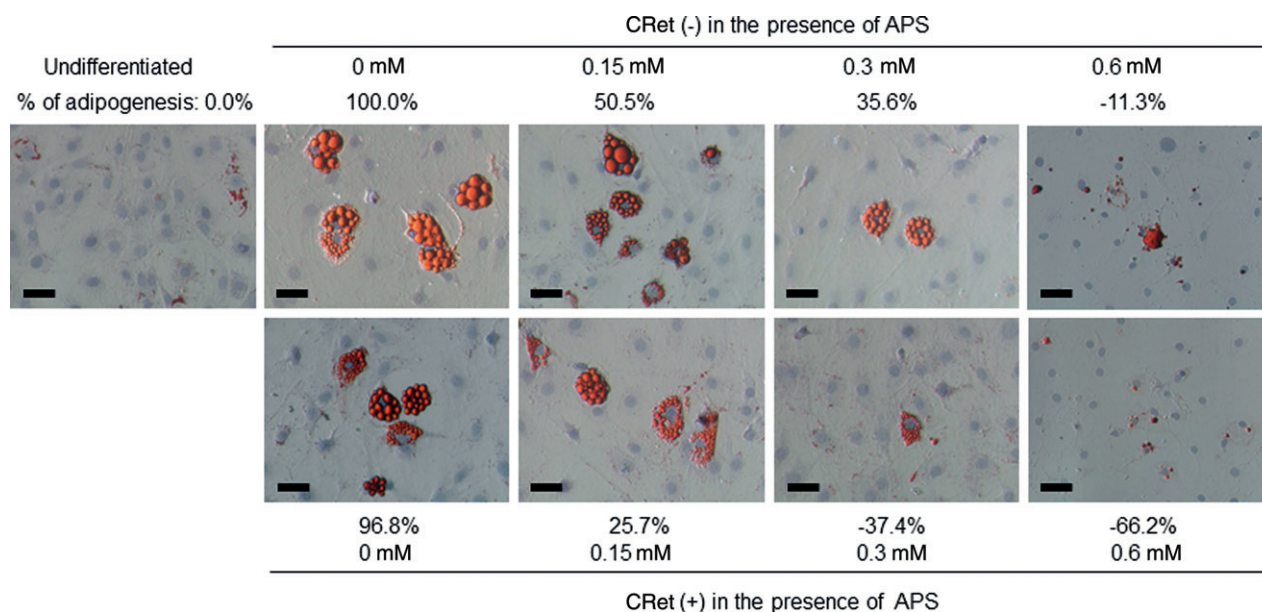 CRet (-) in the presence of APS
Undifferentiated 0 mM 0.15 mM 0.3 mM 0.6 mM
% of adipogenesis: 0.0% 100.0% 50.5% 35.6% -11.3%
96.8% 25.7% -37.4% -66.2%
0 mM 0.15 mM 0.3 mM 0.6 mM
CRet (+) in the presence of APS